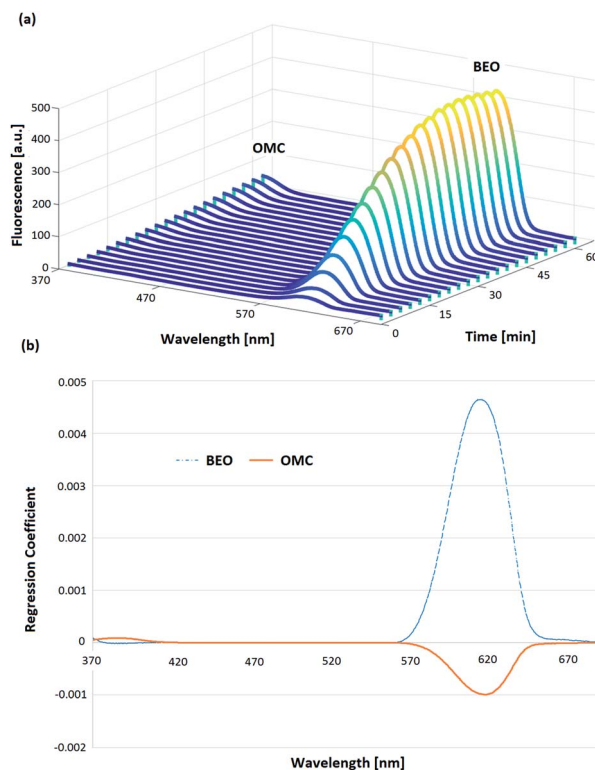 (a)
BEO
OMC
Fluorescence [a.u.]
500
400
300
200
100
0
370
470
570
670
Wavelength [nm]
0
15
30
45
60
Time [min]
(b)
0.005
0.004
0.003
0.002
0.001
0
-0.001
-0.002
Regression Coefficient
BEO OMC
370 420 470 520 570 620 670
Wavelength [nm]